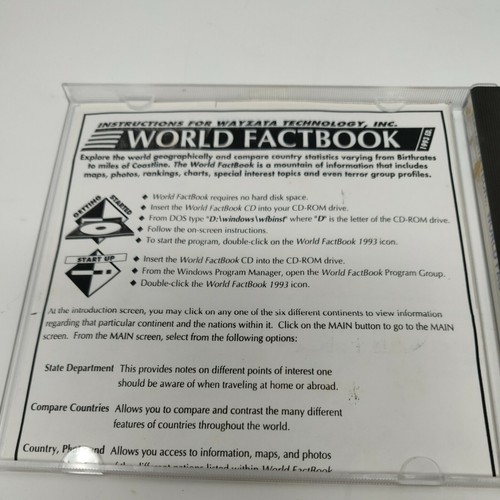 INSTRUCTIONS FOR WAYZATA TECHNOLOGY, INC.
WORLD FACTBOOK
1993 ED.
Explore the world geographically and compare country statistics varying from Birthrates
to miles of Coastline. The World FactBook is a mountain of information that includes
maps, photos, rankings, charts, special interest topics and even terror group profiles.
GETTING STARTED
◆ World FactBook requires no hard disk space.
◆ Insert the World FactBook CD into your CD-ROM drive.
◆ From DOS type "D:\windows\wfbinst" where "D" is the letter of the CD-ROM drive.
◆ Follow the on-screen instructions.
◆ To start the program, double-click on the World FactBook 1993 icon.
START UP
◆ Insert the World FactBook CD into the CD-ROM drive.
◆ From the Windows Program Manager, open the World FactBook Program Group.
◆ Double-click the World FactBook 1993 icon.
At the introduction screen, you may click on any one of the six different continents to view information
regarding that particular continent and the nations within it. Click on the MAIN button to go to the MAIN
screen. From the MAIN screen, select from the following options:
State Department This provides notes on different points of interest one
should be aware of when traveling at home or abroad.
Compare Countries Allows you to compare and contrast the many different
features of countries throughout the world.
Country, and Allows you access to information, maps, and photos
of the different nations listed within World FactBook